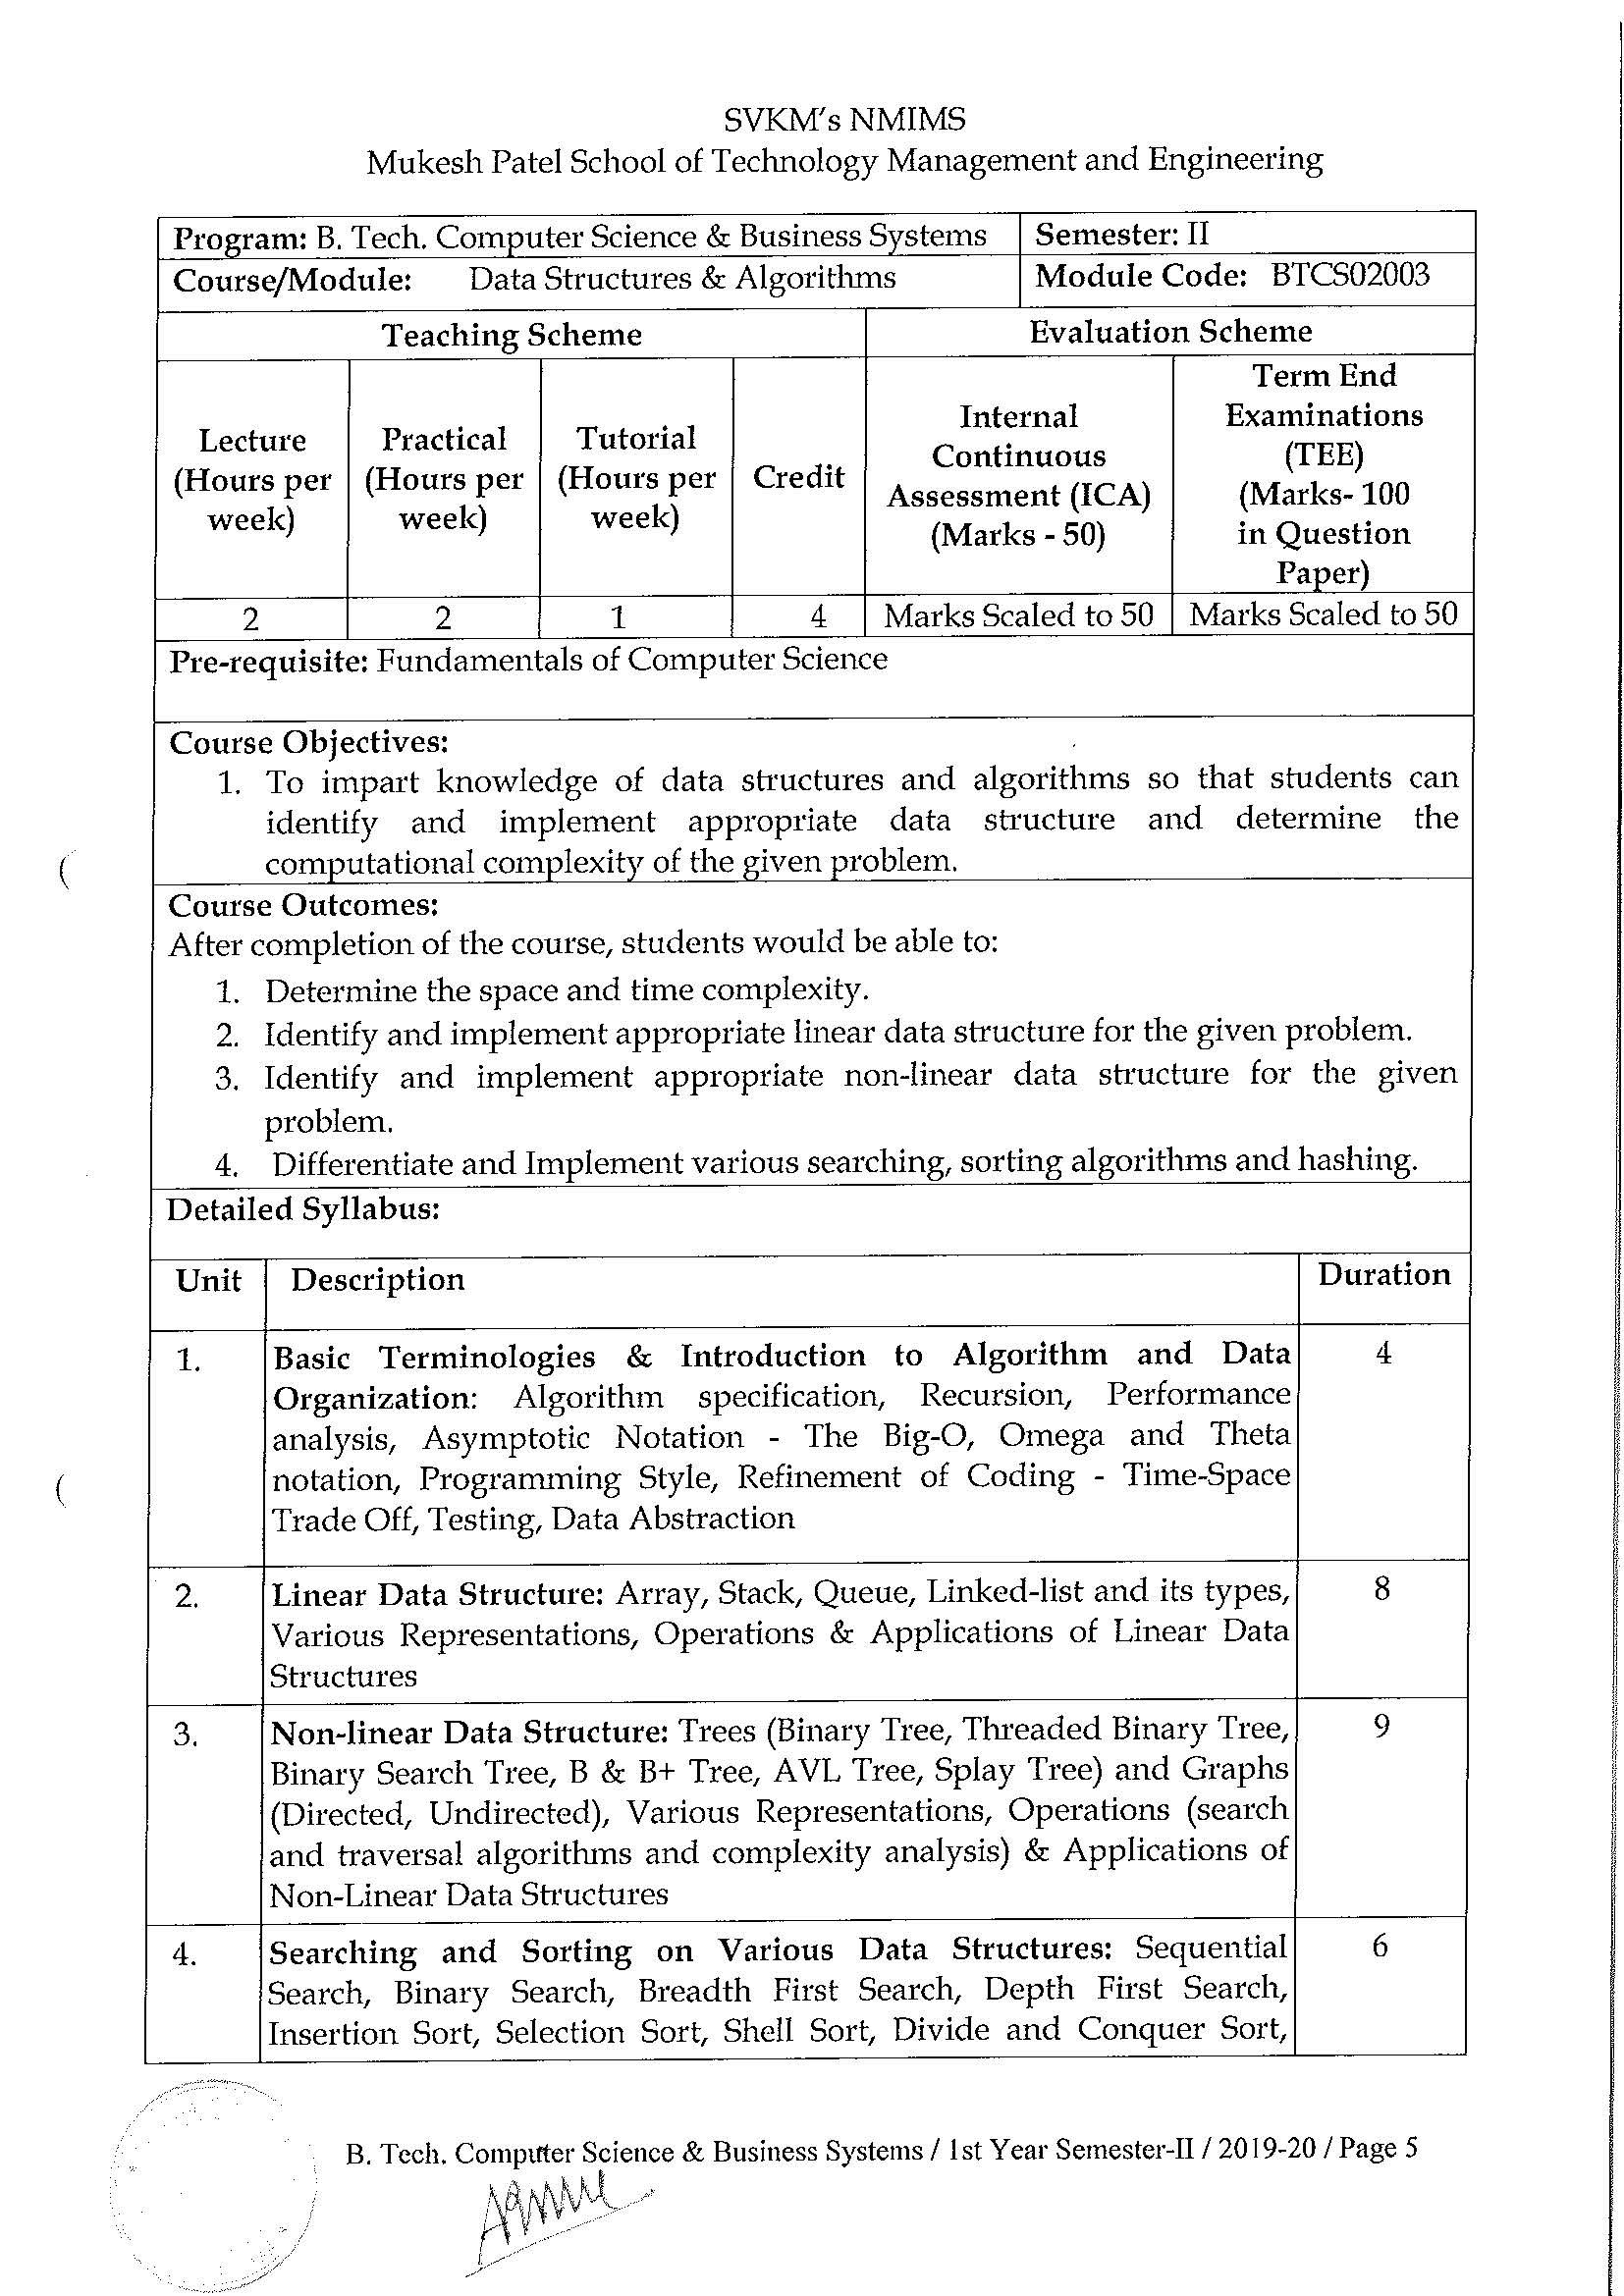 SVKM's NMIMS
Mukesh Patel School of Technology Management and Engineering
Program: B. Tech. Computer Science & Business Systems Semester: II
Course/Module: Data Structures & Algorithms Module Code: BTCS02003
Teaching Scheme Evaluation Scheme
Lecture (Hours per week) Practical (Hours per week) Tutorial (Hours per week) Credit Internal Continuous Assessment (ICA) (Marks - 50) Term End Examinations (TEE) (Marks- 100 in Question Paper)
2 2 1 4 Marks Scaled to 50 Marks Scaled to 50
Pre-requisite: Fundamentals of Computer Science
Course Objectives:
1. To impart knowledge of data structures and algorithms so that students can
identify and implement appropriate data structure and determine the
computational complexity of the given problem.
Course Outcomes:
After completion of the course, students would be able to:
1. Determine the space and time complexity.
2. Identify and implement appropriate linear data structure for the given problem.
3. Identify and implement appropriate non-linear data structure for the given
problem.
4. Differentiate and Implement various searching, sorting algorithms and hashing.
Detailed Syllabus:
Unit Description Duration
1. Basic Terminologies & Introduction to Algorithm and Data 4
Organization: Algorithm specification, Recursion, Performance
analysis, Asymptotic Notation - The Big-O, Omega and Theta
notation, Programming Style, Refinement of Coding - Time-Space
Trade Off, Testing, Data Abstraction
2. Linear Data Structure: Array, Stack, Queue, Linked-list and its types, 8
Various Representations, Operations & Applications of Linear Data
Structures
3. Non-linear Data Structure: Trees (Binary Tree, Threaded Binary Tree, 9
Binary Search Tree, B & B+ Tree, AVL Tree, Splay Tree) and Graphs
(Directed, Undirected), Various Representations, Operations (search
and traversal algorithms and complexity analysis) & Applications of
Non-Linear Data Structures
4. Searching and Sorting on Various Data Structures: Sequential 6
Search, Binary Search, Breadth First Search, Depth First Search,
Insertion Sort, Selection Sort, Shell Sort, Divide and Conquer Sort,
B. Tech. Computer Science & Business Systems / 1st Year Semester-II / 2019-20 / Page 5